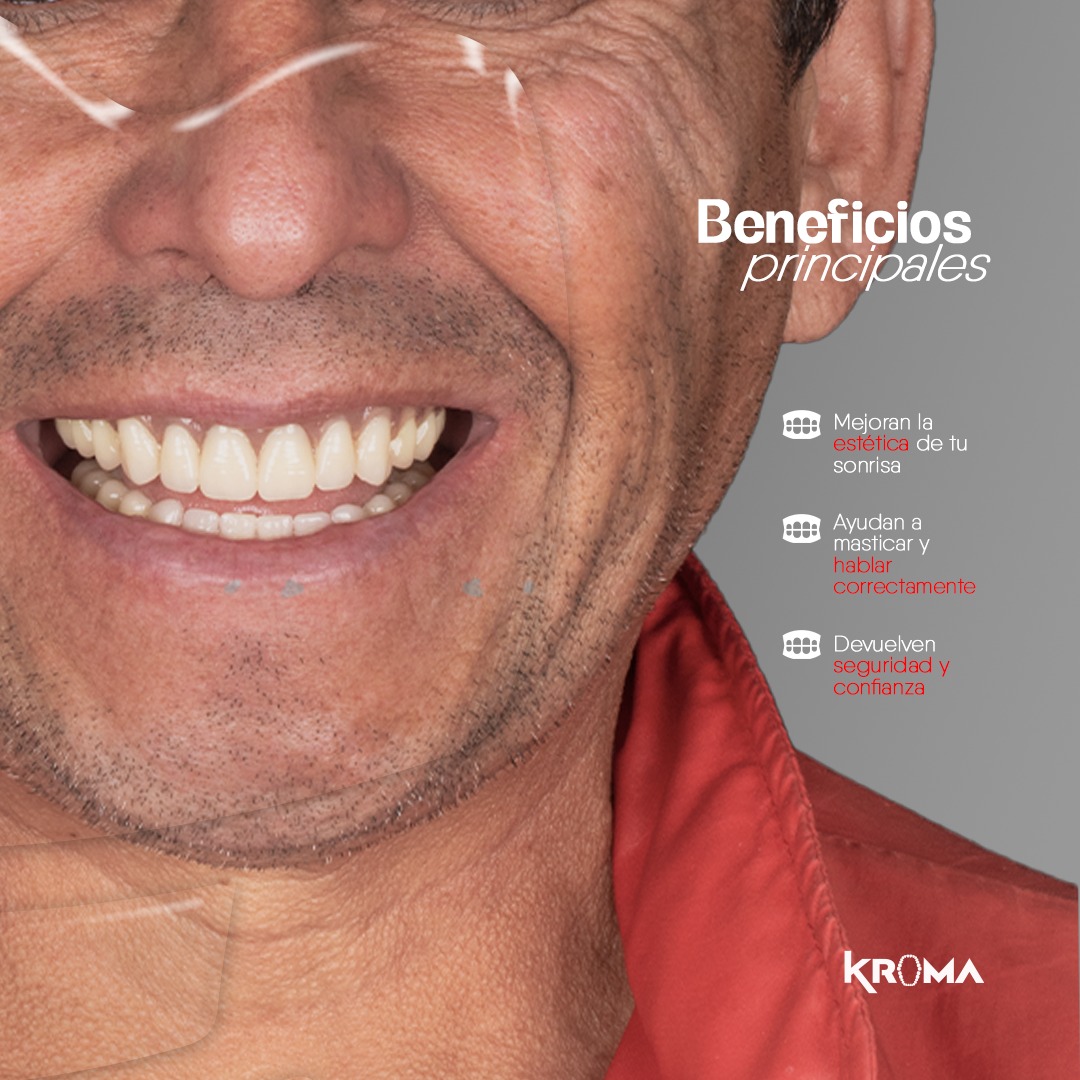 Beneficios
principales
Mejoran la
estética de tu
sonrisa
Ayudan a
masticar y
hablar
correctamente
Devuelven
seguridad y
confianza
KROMA